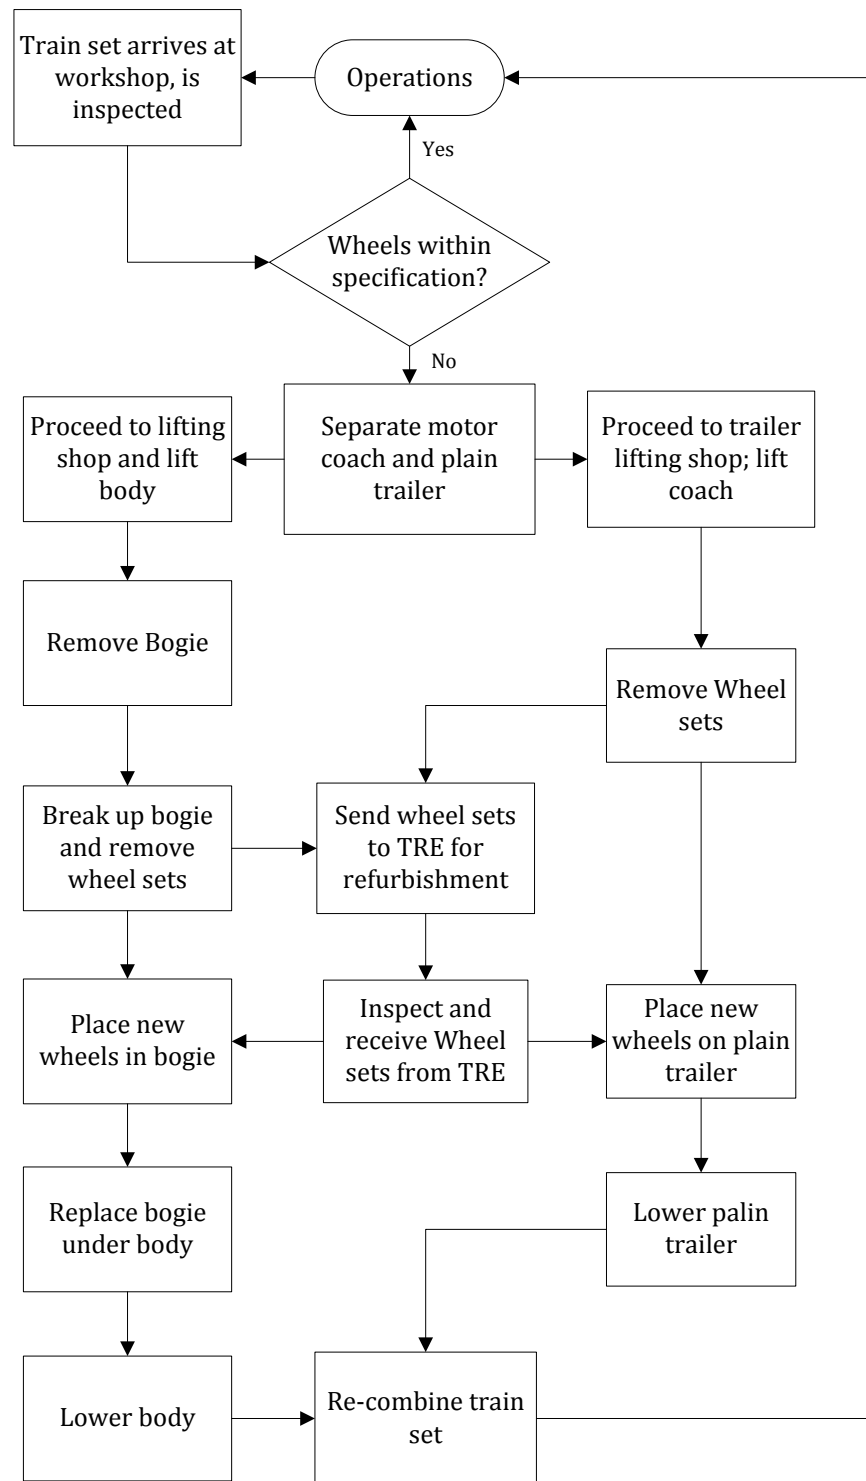 Train set arrives at
workshop, is
inspected
Operations
Yes
Wheels within
specification?
No
Proceed to lifting
shop and lift
body
Separate motor
coach and plain
trailer
Proceed to trailer
lifting shop; lift
coach
Remove Bogie
Remove Wheel
sets
Break up bogie
and remove
wheel sets
Send wheel sets
to TRE for
refurbishment
Place new
wheels in bogie
Inspect and
receive Wheel
sets from TRE
Place new
wheels on plain
trailer
Replace bogie
under body
Lower palin
trailer
Lower body
Re-combine train
set